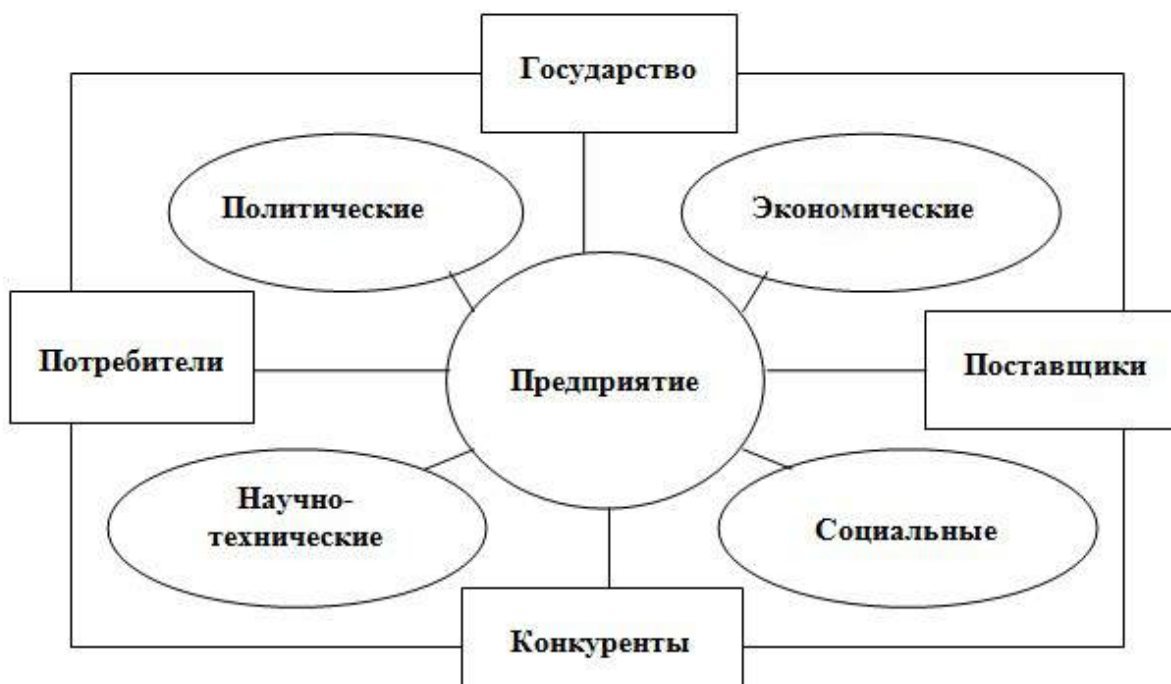 Государство
Политические
Экономические
Потребители
Предприятие
Поставщики
Научно-
технические
Социальные
Конкуренты